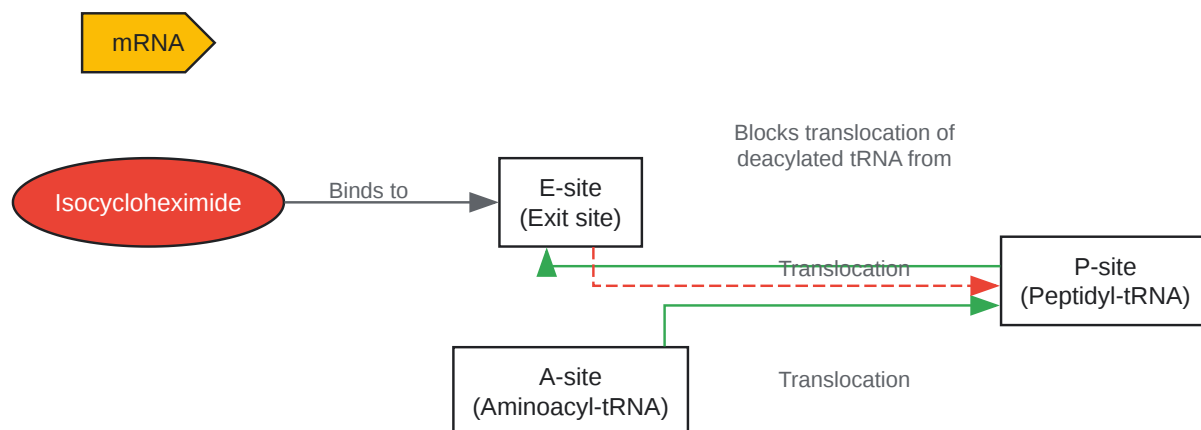 mRNA
Blocks translocation of
deacylated tRNA from
Isocycloheximide
Binds to
E-site
(Exit site)
Translocation
P-site
(Peptidyl-tRNA)
A-site
(Aminoacyl-tRNA)
Translocation